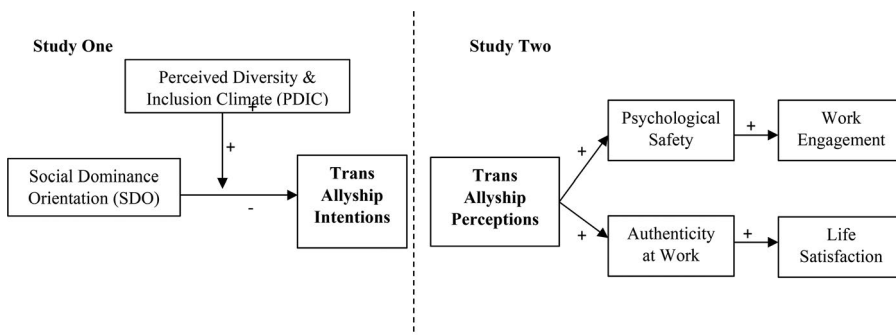 Study One
Perceived Diversity &
Inclusion Climate (PDIC)
+
+
Social Dominance
Orientation (SDO)
-
Trans
Allyship
Intentions
Study Two
Trans
Allyship
Perceptions
+
+
Psychological
Safety
+
Work
Engagement
Authenticity
at Work
+
Life
Satisfaction